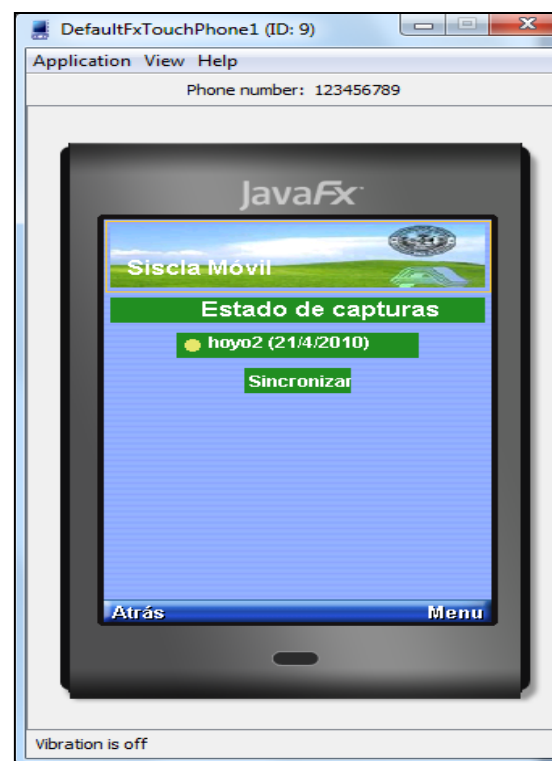 DefaultFxTouchPhone1 (ID: 9)
Application View Help
Phone number: 123456789
JavaFx
Siscla Móvil
Estado de capturas
hoyo2 (21/4/2010)
Sincronizar
Atrás Menu
Vibration is off